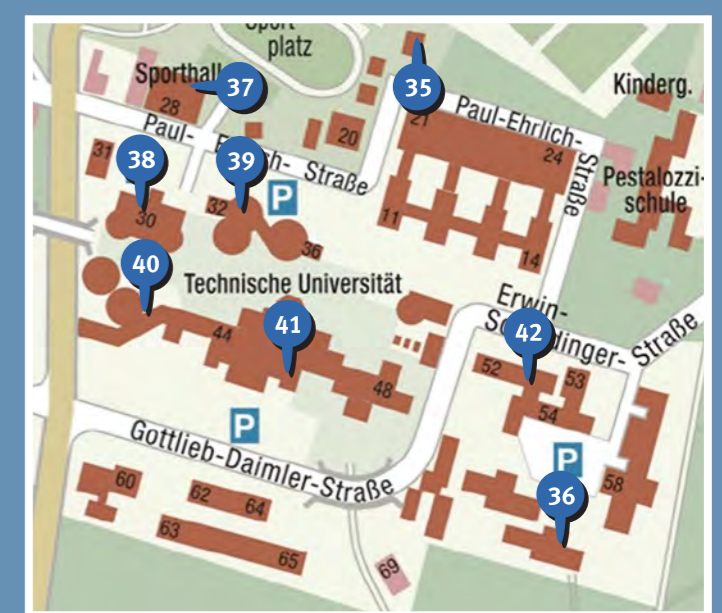 Sport
platz
Sporthall
37
35
28
Paul-Ehrlich-
Kinderg.
21
20
24
Straße
31
38
39
Paul-
h- Straße
P
Pestalozzi-
schule
30
32
36
11
14
40
Technische Universität
Erwin-
dinger- Straße
41
42
44
48
52
53
54
P
Gottlieb-Daimler-Straße
P
60
62
64
36
58
63
65
69